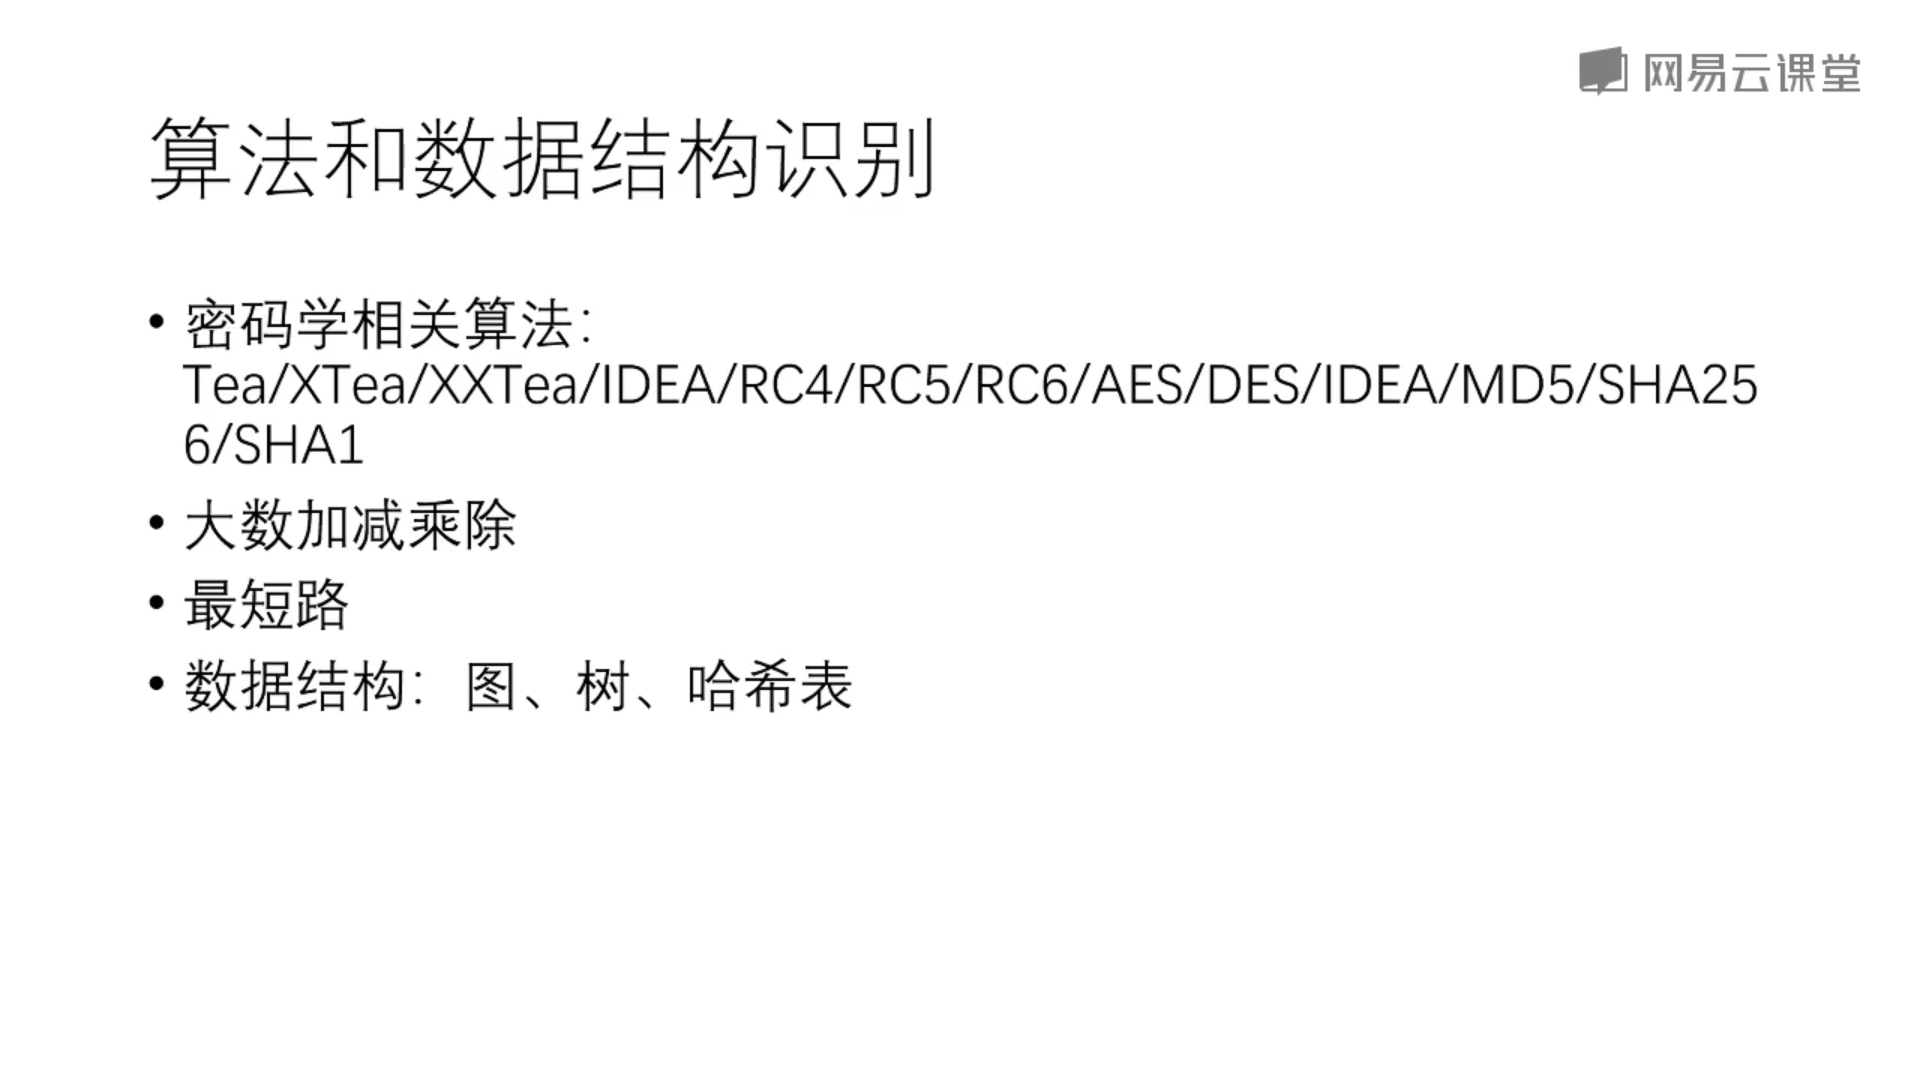 网易云课堂
算法和数据结构识别
• 密码学相关算法：
Tea/XTea/XXTea/IDEA/RC4/RC5/RC6/AES/DES/IDEA/MD5/SHA25
6/SHA1
• 大数加减乘除
• 最短路
• 数据结构：图、树、哈希表